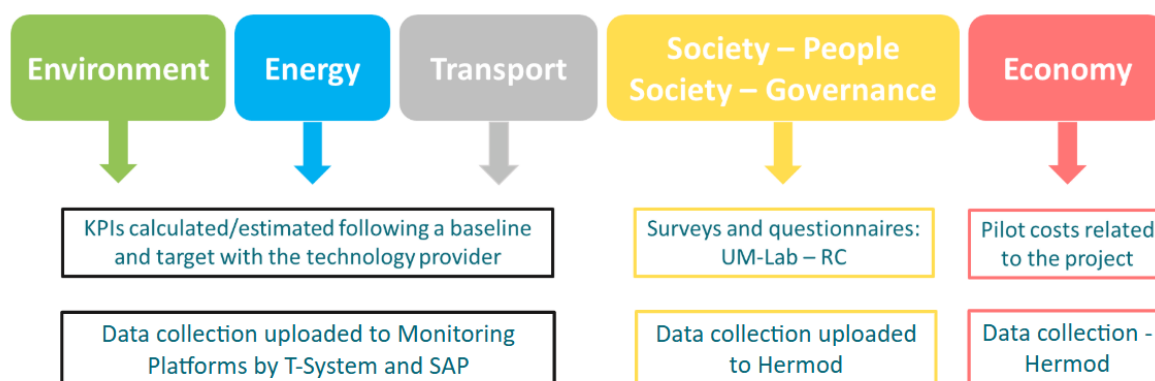 Environment
Energy
Transport
Society – People
Society – Governance
Economy
KPIs calculated/estimated following a baseline
and target with the technology provider
Surveys and questionnaires:
UM-Lab – RC
Pilot costs related
to the project
Data collection uploaded to Monitoring
Platforms by T-System and SAP
Data collection uploaded
to Hermod
Data collection -
Hermod